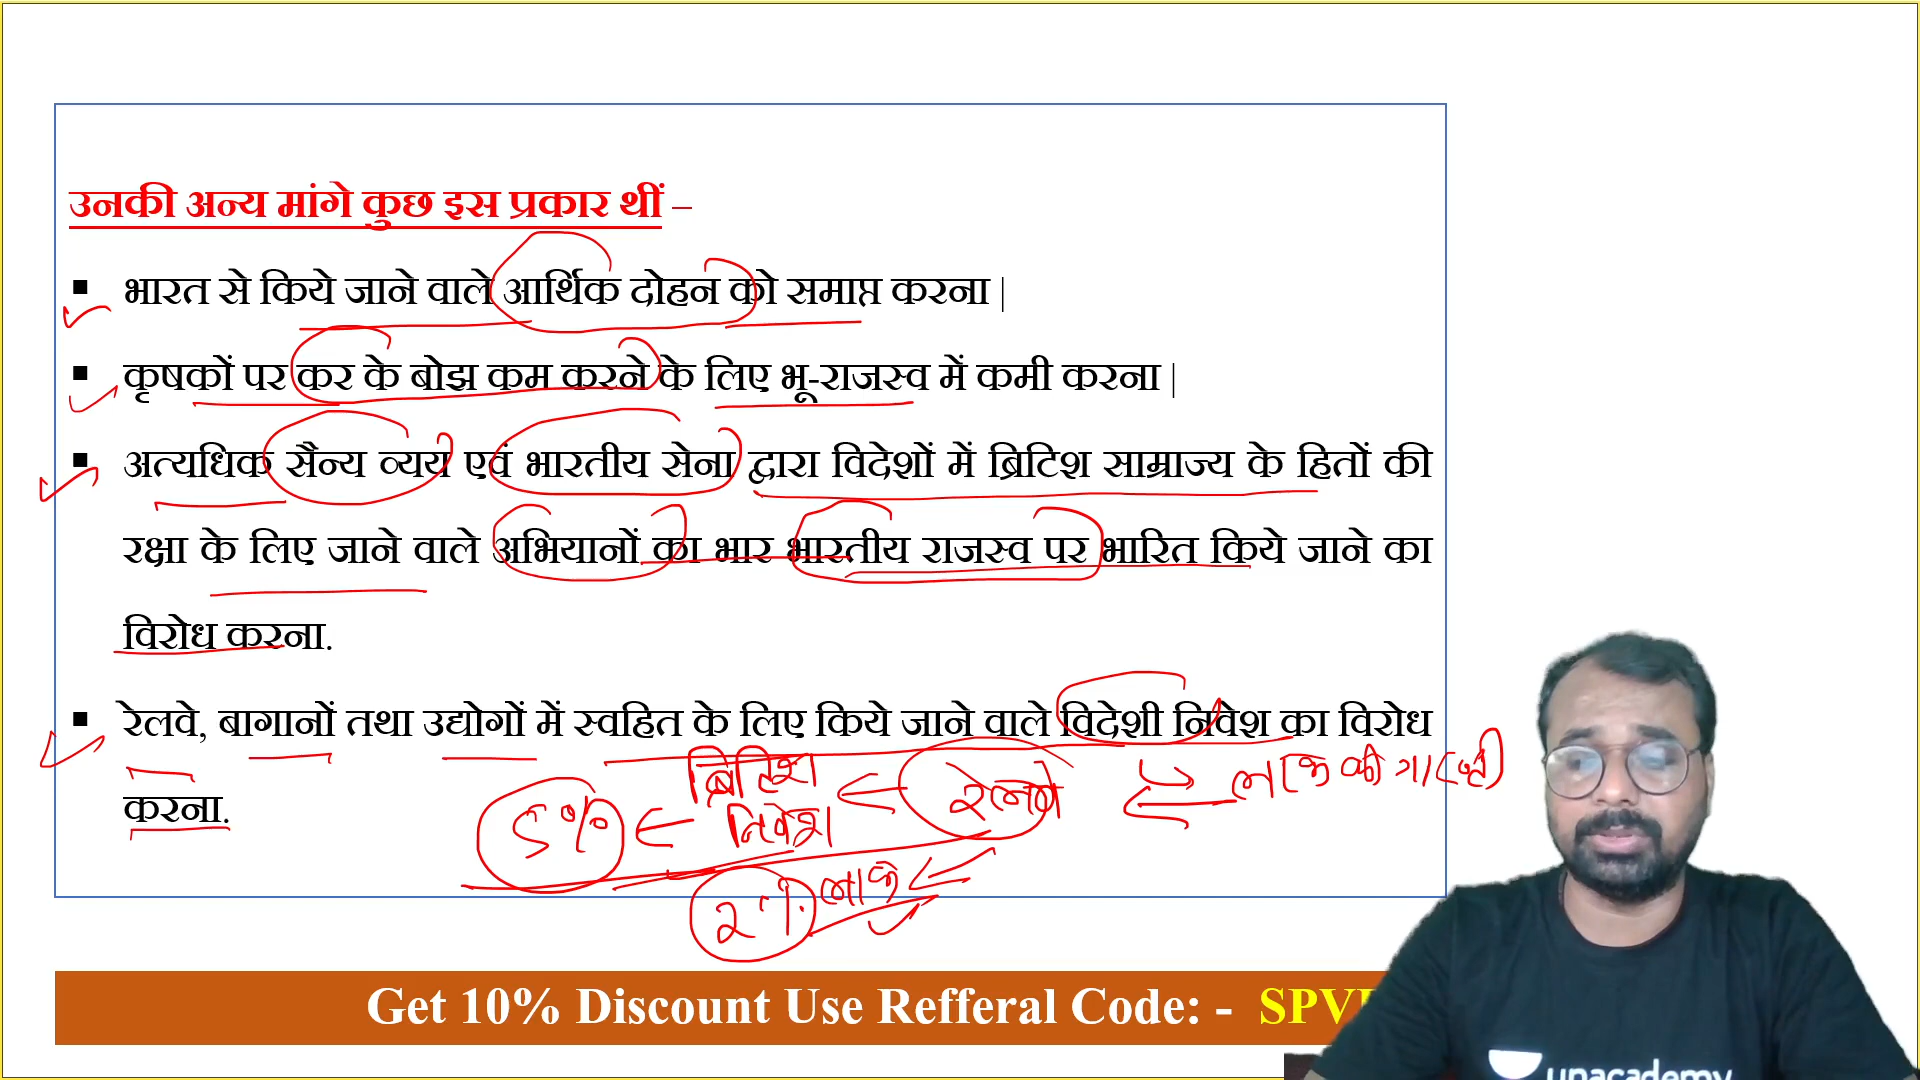 उनकी अन्य मांगे कुछ इस प्रकार थीं –
▪ भारत से किये जाने वाले आर्थिक दोहन को समाप्त करना |
▪ कृषकों पर कर के बोझ कम करने के लिए भू-राजस्व में कमी करना |
▪ अत्यधिक सैन्य व्यय एवं भारतीय सेना द्वारा विदेशों में ब्रिटिश साम्राज्य के हितों की
रक्षा के लिए जाने वाले अभियानों का भार भारतीय राजस्व पर भारित किये जाने का
विरोध करना.
▪ रेलवे, बागानों तथा उद्योगों में स्वहित के लिए किये जाने वाले विदेशी निवेश का विरोध
करना.
5% ब्रिटिश निवेश रेलवे
2%
Get 10% Discount Use Refferal Code: -
unacademy